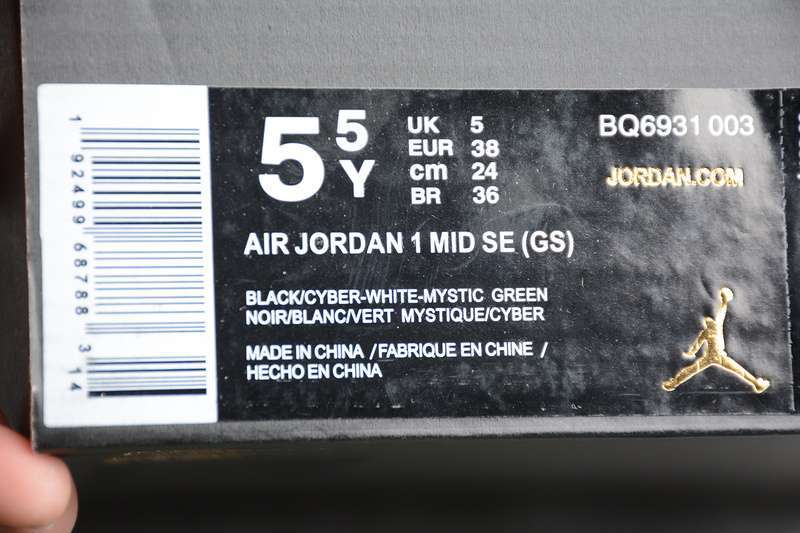 1 92499 68788 3 14
5 5Y
UK 5
EUR 38
cm 24
BR 36
BQ6931 003
JORDAN.COM
AIR JORDAN 1 MID SE (GS)
BLACK/CYBER-WHITE-MYSTIC GREEN
NOIR/BLANC/VERT MYSTIQUE/CYBER
MADE IN CHINA /FABRIQUE EN CHINE /
HECHO EN CHINA